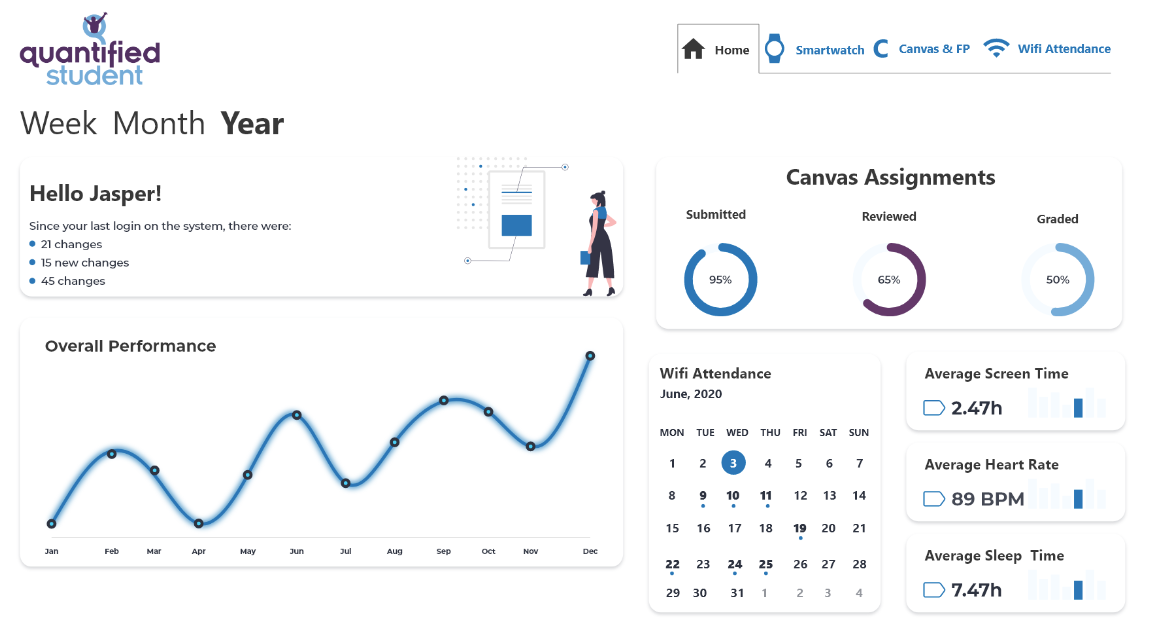 quantified
student
Home
Smartwatch
C
Canvas & FP
Wifi Attendance
Week Month Year
Hello Jasper!
Since your last login on the system, there were:
21 changes
15 new changes
45 changes
Canvas Assignments
Submitted
Reviewed
Graded
95%
65%
50%
Overall Performance
Jan Feb Mar Apr May Jun Jul Aug Sep Oct Nov Dec
Wifi Attendance
June, 2020
MON TUE WED THU FRI SAT SUN
1 2 3 4 5 6 7
8 9 10 11 12 13 14
15 16 17 18 19 20 21
22 23 24 25 26 27 28
29 30 31 1 2 3 4
Average Screen Time
2.47h
Average Heart Rate
89 BPM
Average Sleep Time
7.47h